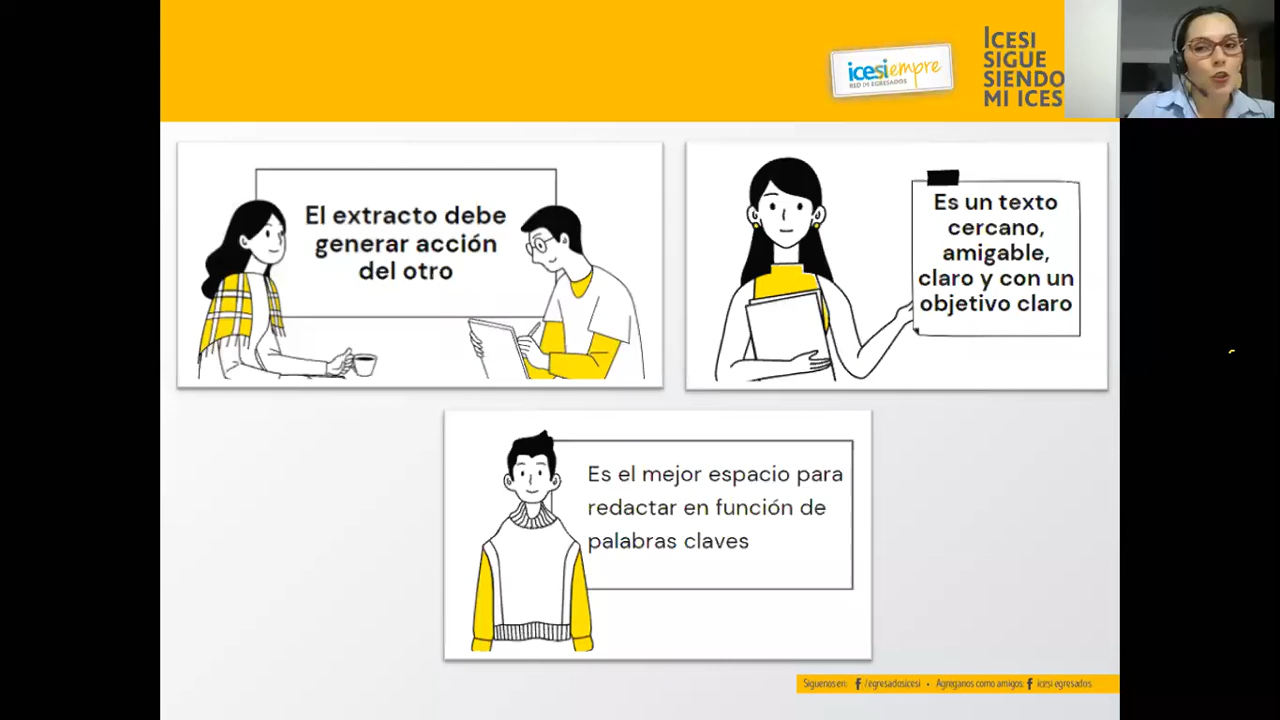 icesiempre
RED DE EGRESADOS
ICESI
SIGUE
SIENDO
MI ICES
El extracto debe
generar acción
del otro
Es un texto
cercano,
amigable,
claro y con un
objetivo claro
Es el mejor espacio para
redactar en función de
palabras claves
Síguenos en: f /egresadosicesi • Agreganos como amigos: f icesi egresados